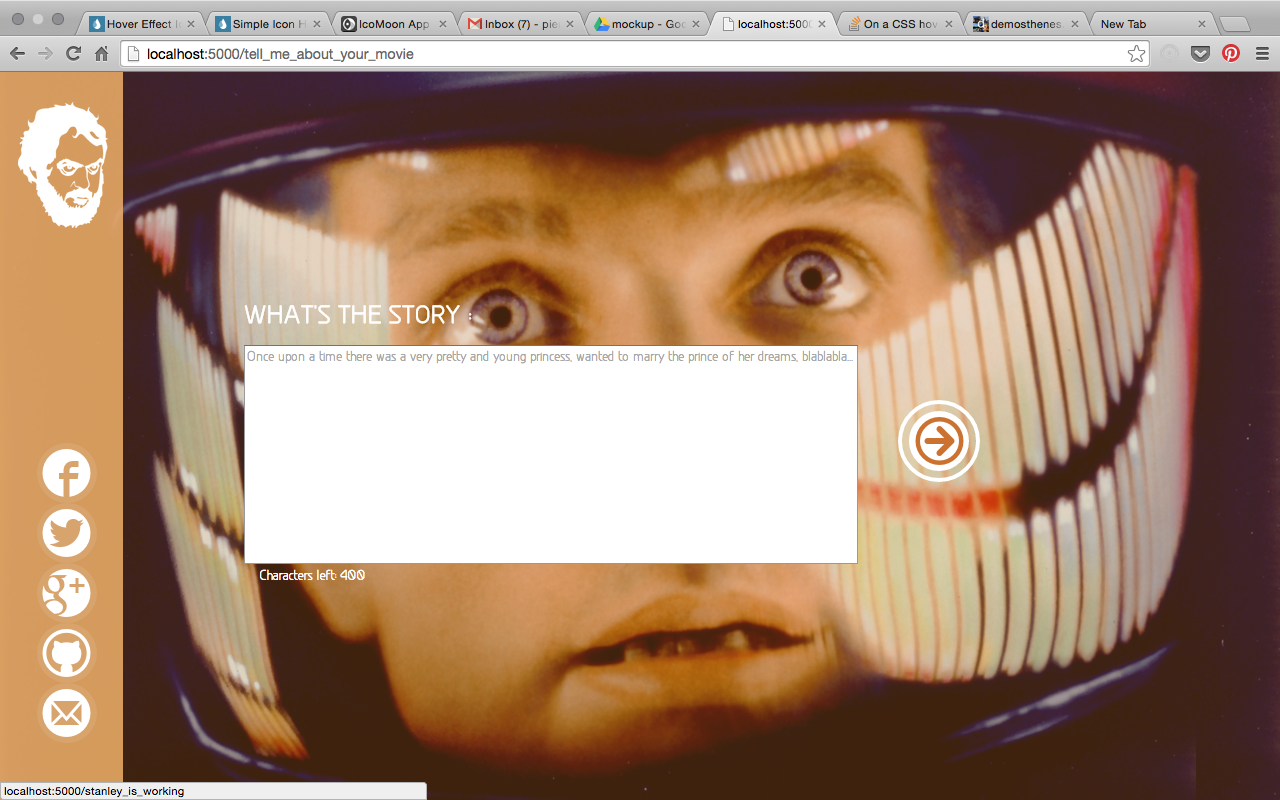 Hover Effect I
Simple Icon H
IcoMoon App
Inbox (7) - pie
mockup - Goo
localhost:5000
On a CSS hov
demosthenes.
New Tab
localhost:5000/tell_me_about_your_movie
WHAT'S THE STORY :
Once upon a time there was a very pretty and young princess, wanted to marry the prince of her dreams, blablabla...
Characters left: 400
localhost:5000/stanley_is_working